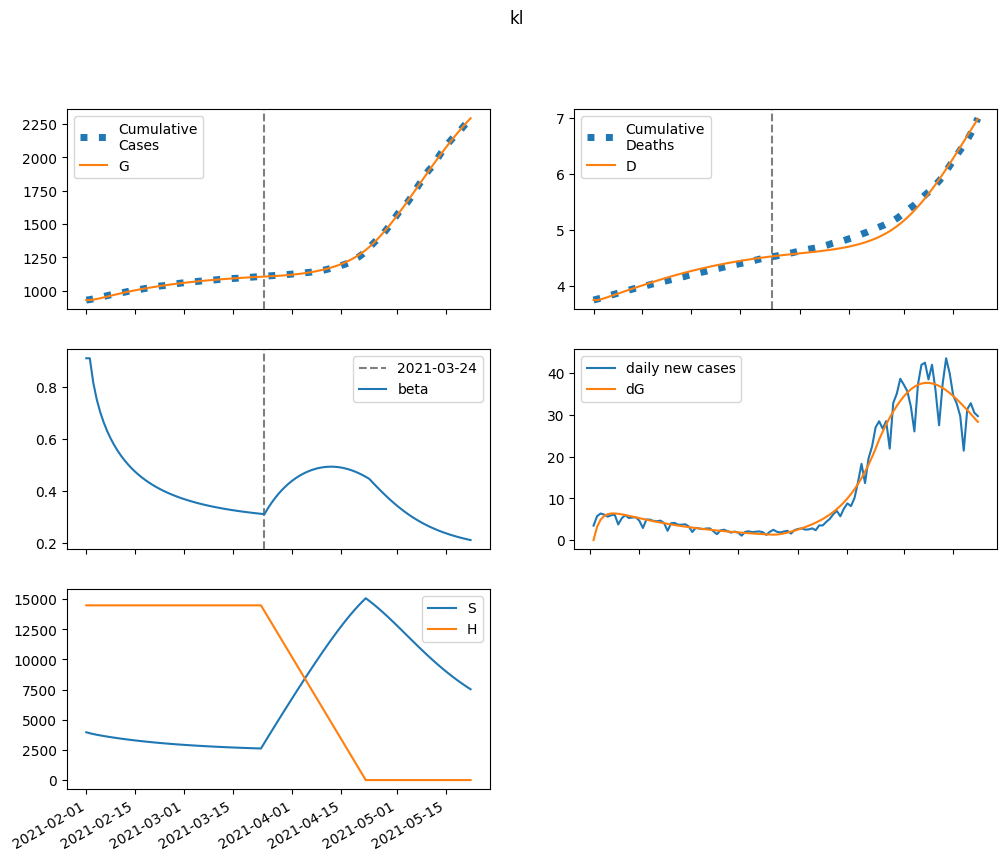 kl
Cumulative
Cases
G
2250
2000
1750
1500
1250
1000
Cumulative
Deaths
D
7
6
5
4
2021-03-24
beta
0.8
0.6
0.4
0.2
daily new cases
dG
40
30
20
10
0
S
H
15000
12500
10000
7500
5000
2500
0
2021-02-01
2021-02-15
2021-03-01
2021-03-15
2021-04-01
2021-04-15
2021-05-01
2021-05-15